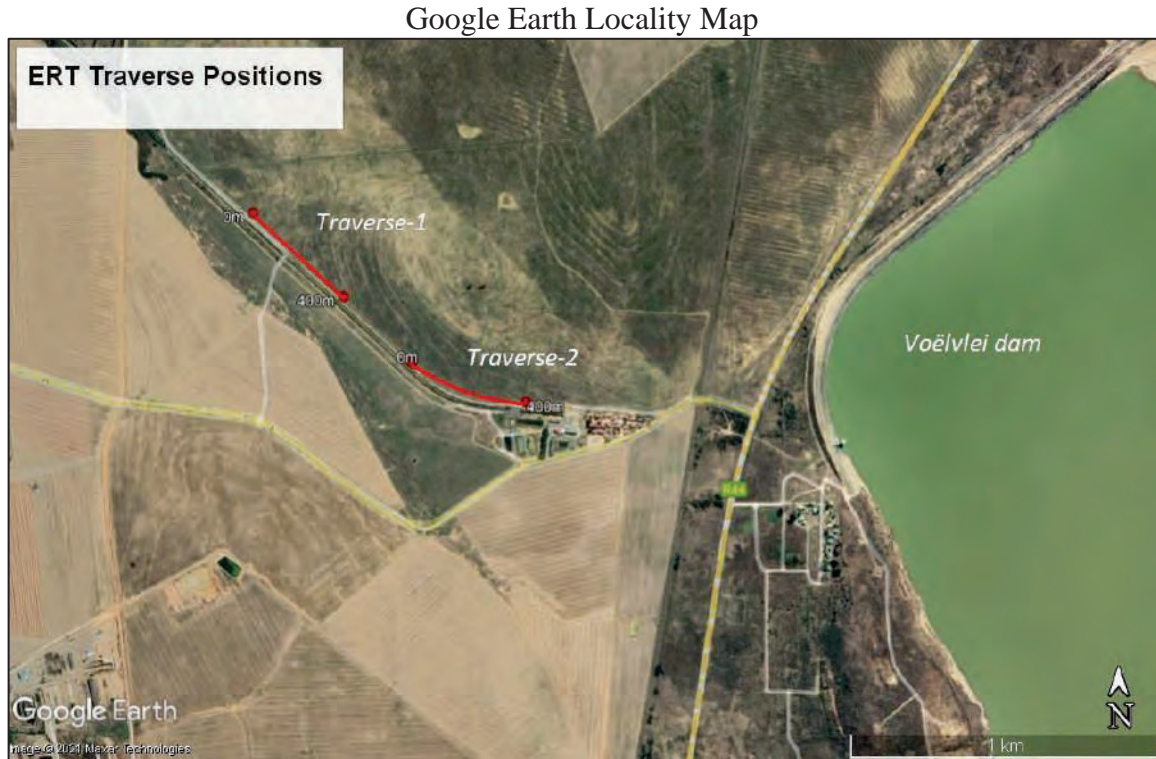 Google Earth Locality Map
ERT Traverse Positions
0m
Traverse-1
400m
0m
Traverse-2
400m
Voëlvlei dam
R44
Google Earth
Image © 2021 Maxar Technologies
1 km
N